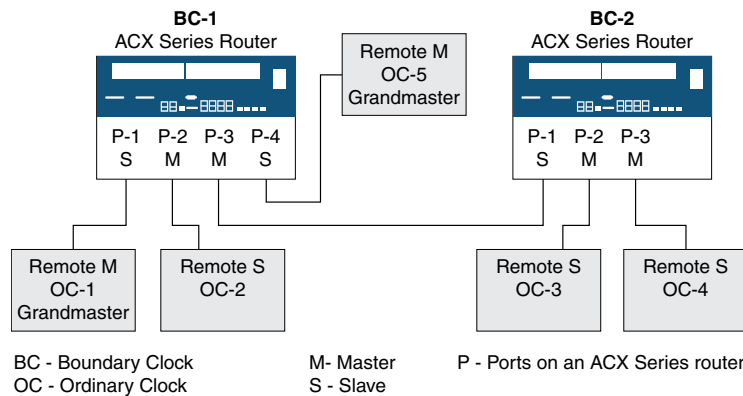 BC-1
ACX Series Router
BC-2
ACX Series Router
Remote M
OC-5
Grandmaster
P-1 P-2 P-3 P-4
S M M S
P-1 P-2 P-3
S M M
Remote M
OC-1
Grandmaster
Remote S
OC-2
Remote S
OC-3
Remote S
OC-4
BC - Boundary Clock
OC - Ordinary Clock
M- Master
S - Slave
P - Ports on an ACX Series router